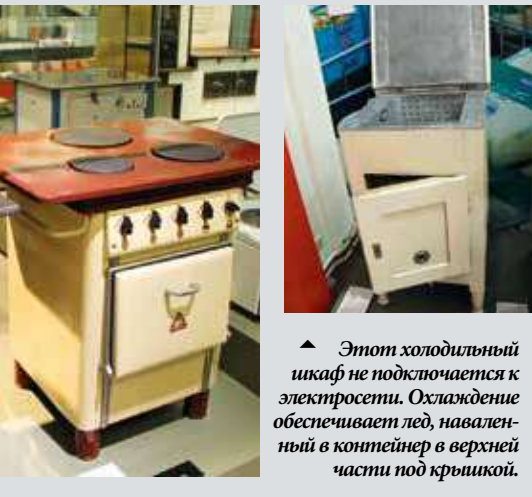 Этот холодильный
шкаф не подключается к
электросети. Охлаждение
обеспечивает лед, навален-
ный в контейнер в верхней
части под крышкой.